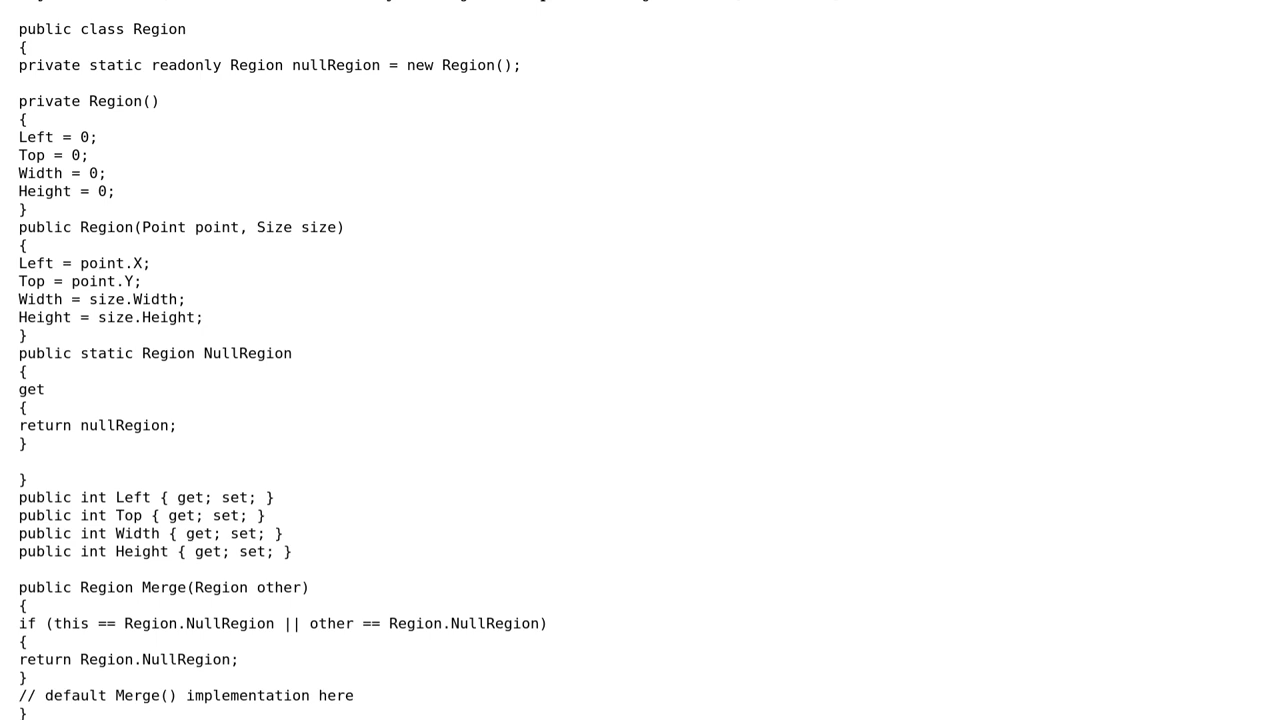 public class Region
{
private static readonly Region nullRegion = new Region();
private Region()
{
Left = 0;
Top = 0;
Width = 0;
Height = 0;
}
public Region(Point point, Size size)
{
Left = point.X;
Top = point.Y;
Width = size.Width;
Height = size.Height;
}
public static Region NullRegion
{
get
{
return nullRegion;
}
}
public int Left { get; set; }
public int Top { get; set; }
public int Width { get; set; }
public int Height { get; set; }
public Region Merge(Region other)
{
if (this == Region.NullRegion || other == Region.NullRegion)
{
return Region.NullRegion;
}
// default Merge() implementation here
}